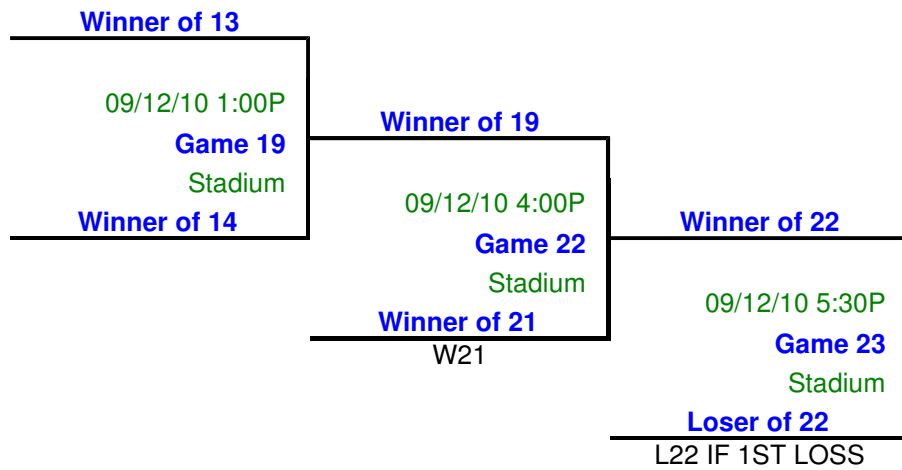 Winner of 13
09/12/10 1:00P
Game 19
Stadium
Winner of 14
Winner of 19
09/12/10 4:00P
Game 22
Stadium
Winner of 21
W21
Winner of 22
09/12/10 5:30P
Game 23
Stadium
Loser of 22
L22 IF 1ST LOSS